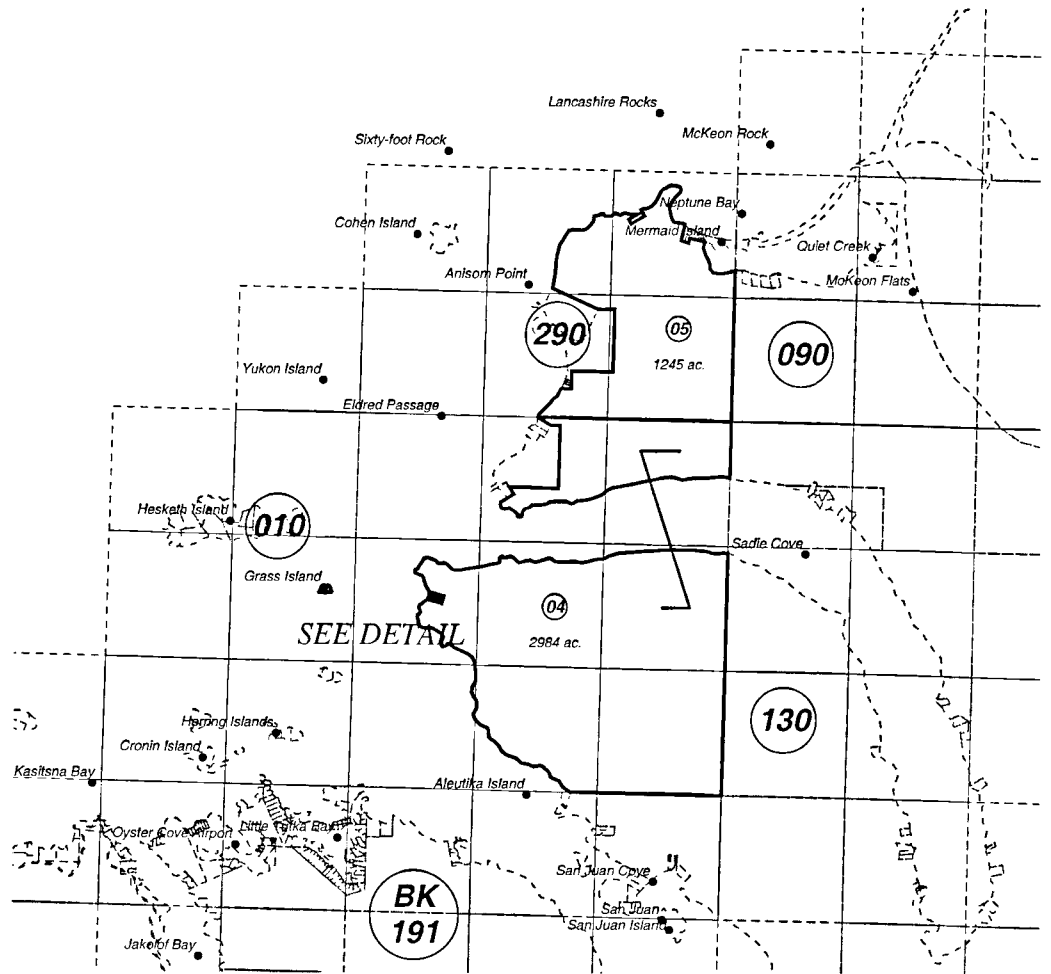 Lancashire Rocks
McKeon Rock
Sixty-foot Rock
Neptune Bay
Cohen Island
Mermaid Island
Quiet Creek
Anisom Point
McKeon Flats
290
05
090
1245 ac.
Yukon Island
Eldred Passage
Hesketh Island
010
Sadie Cove
Grass Island
04
SEE DETAIL
2984 ac.
130
Herring Islands
Cronin Island
Kasitsna Bay
Aleutika Island
Oyster Cove Airport
Little Tutka Bay
San Juan Cove
BK
191
San Juan
San Juan Island
Jakolof Bay